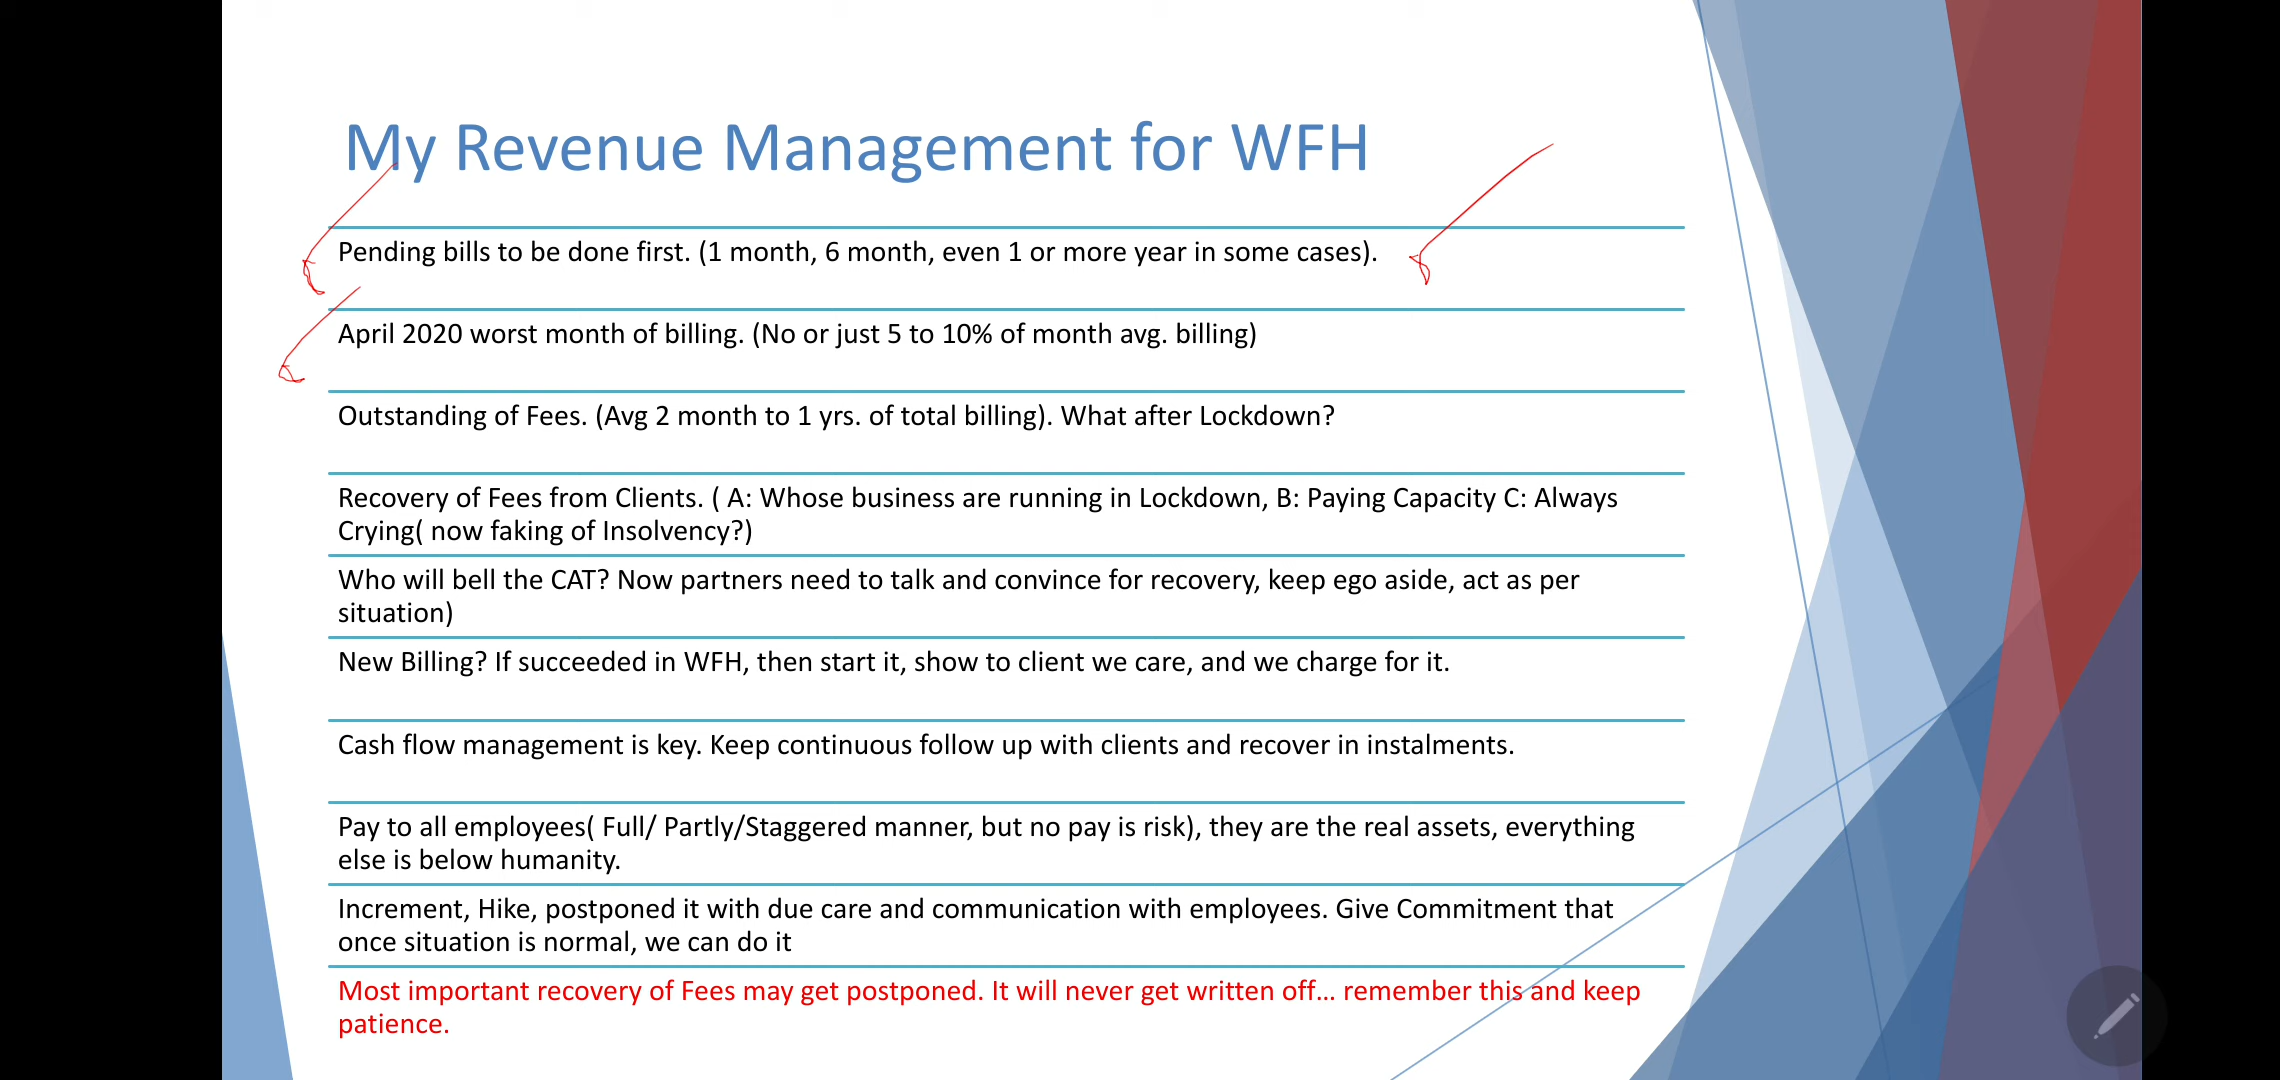 My Revenue Management for WFH
Pending bills to be done first. (1 month, 6 month, even 1 or more year in some cases).
April 2020 worst month of billing. (No or just 5 to 10% of month avg. billing)
Outstanding of Fees. (Avg 2 month to 1 yrs. of total billing). What after Lockdown?
Recovery of Fees from Clients. ( A: Whose business are running in Lockdown, B: Paying Capacity C: Always
Crying( now faking of Insolvency?)
Who will bell the CAT? Now partners need to talk and convince for recovery, keep ego aside, act as per
situation)
New Billing? If succeeded in WFH, then start it, show to client we care, and we charge for it.
Cash flow management is key. Keep continuous follow up with clients and recover in instalments.
Pay to all employees( Full/ Partly/Staggered manner, but no pay is risk), they are the real assets, everything
else is below humanity.
Increment, Hike, postponed it with due care and communication with employees. Give Commitment that
once situation is normal, we can do it
Most important recovery of Fees may get postponed. It will never get written off... remember this and keep
patience.